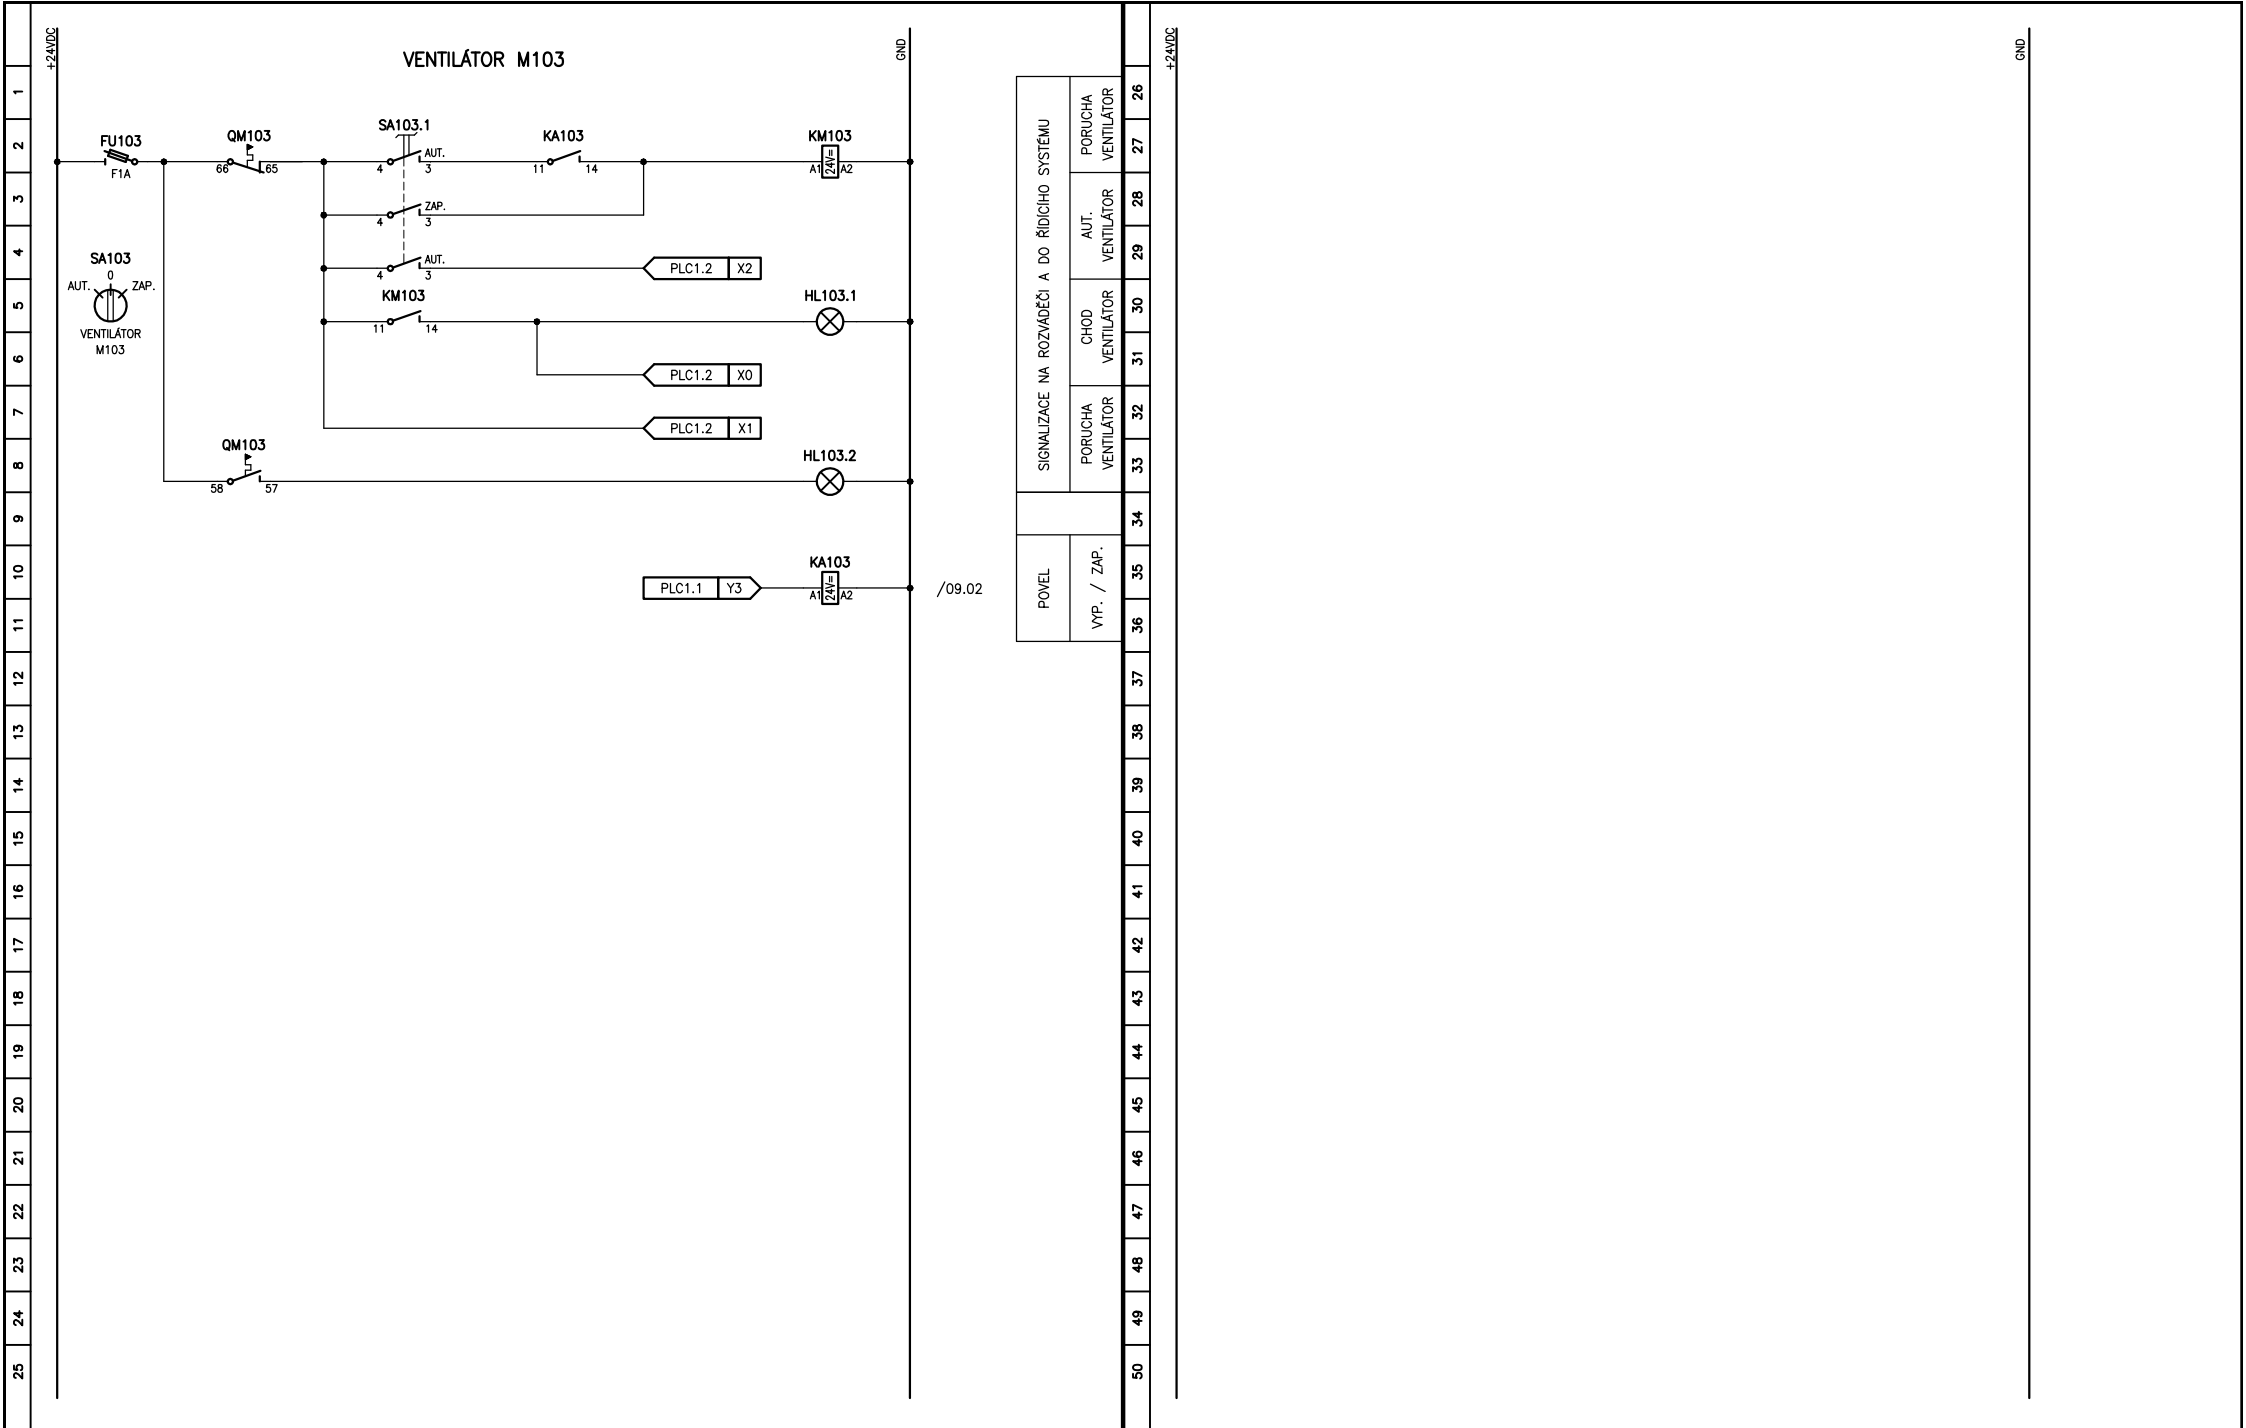 +24VDC
VENTILÁTOR M103
GND
FU103
F1A
QM103
66 65
SA103.1
AUT.
4 3
KA103
11 14
KM103
24V=
A1 A2
ZAP.
4 3
SA103
0
AUT. ZAP.
VENTILÁTOR
M103
AUT.
4 3
PLC1.2 X2
KM103
11 14
HL103.1
PLC1.2 X0
PLC1.2 X1
QM103
58 57
HL103.2
PLC1.1 Y3
KA103
24V=
A1 A2
/09.02
SIGNALIZACE NA ROZVÁDĚČI A DO ŘIDICÍHO SYSTÉMU
PORUCHA
VENTILÁTOR
AUT.
VENTILÁTOR
CHOD
VENTILÁTOR
PORUCHA
VENTILÁTOR
POVEL
VYP. / ZAP.
1
2
3
4
5
6
7
8
9
10
11
12
13
14
15
16
17
18
19
20
21
22
23
24
25
+24VDC
GND
26
27
28
29
30
31
32
33
34
35
36
37
38
39
40
41
42
43
44
45
46
47
48
49
50